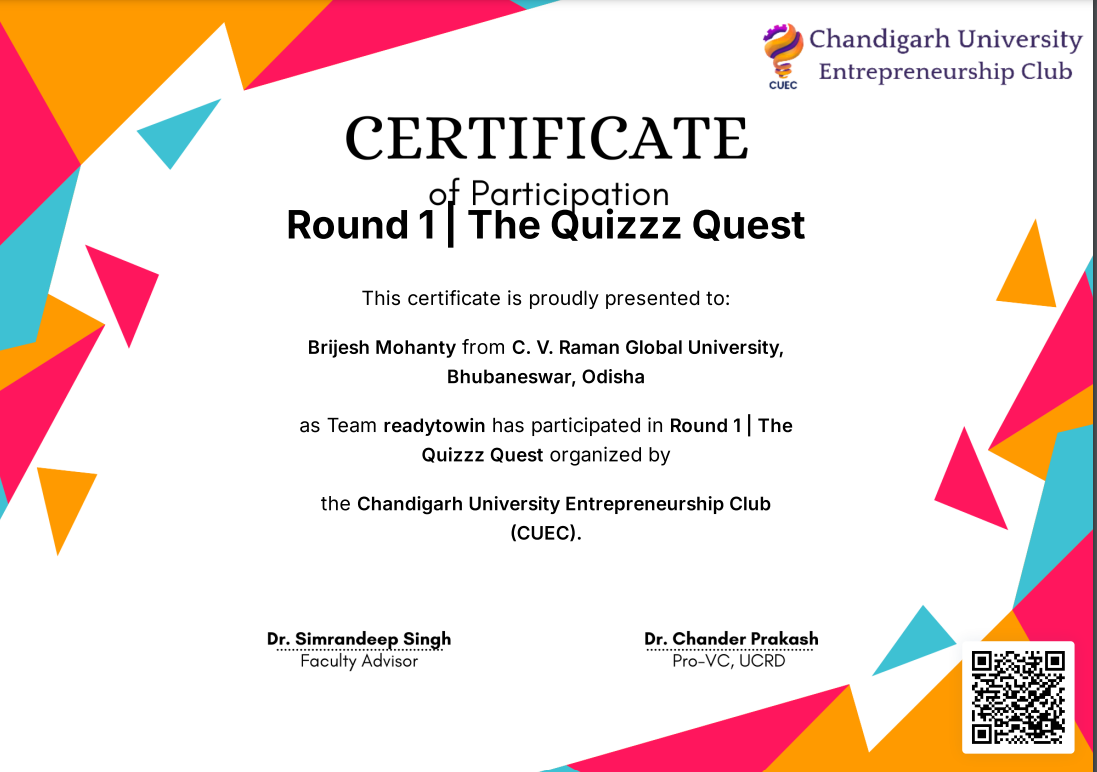 Chandigarh University
Entrepreneurship Club
CUEC
CERTIFICATE
of Participation
Round 1 | The Quizzz Quest
This certificate is proudly presented to:
Brijesh Mohanty from C. V. Raman Global University,
Bhubaneswar, Odisha
as Team readytowin has participated in Round 1 | The
Quizzz Quest organized by
the Chandigarh University Entrepreneurship Club
(CUEC).
Dr. Simrandeep Singh
Faculty Advisor
Dr. Chander Prakash
Pro-VC, UCRD